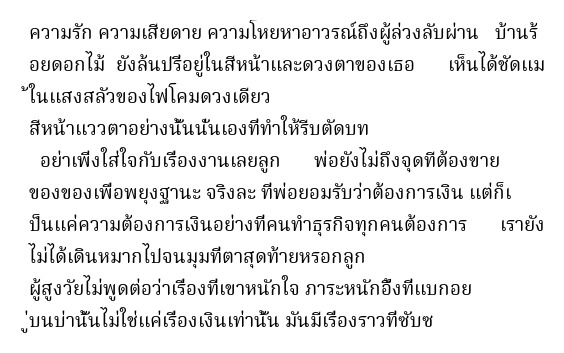 ความรัก ความเสียดาย ความโหยหาอาวรณ์ถึงผู้ล่วงลับผ่าน บ้านร้
อยดอกไม้ ยังล้นปรี่อยู่ในสีหน้าและดวงตาของเธอ เห็นได้ชัดแม
้ในแสงสลัวของไฟโคมดวงเดียว
สีหน้าแววตาอย่างนั้นนั่นเองที่ทำให้รีบตัดบท
อย่าเพิ่งใส่ใจกับเรื่องงานเลยลูก พ่อยังไม่ถึงจุดที่ต้องขาย
ของของเพื่อพยุงฐานะ จริงละ ที่พ่อยอมรับว่าต้องการเงิน แต่ก็เ
ป็นแค่ความต้องการเงินอย่างที่คนทำธุรกิจทุกคนต้องการ เรายัง
ไม่ได้เดินหมากไปจนมุมที่ตาสุดท้ายหรอกลูก
ผู้สูงวัยไม่พูดต่อว่าเรื่องที่เขาหนักใจ ภาระหนักอึ้งที่แบกอย
ู่บนบ่านั้นไม่ใช่แค่เรื่องเงินเท่านั้น มันมีเรื่องราวที่ซับซ